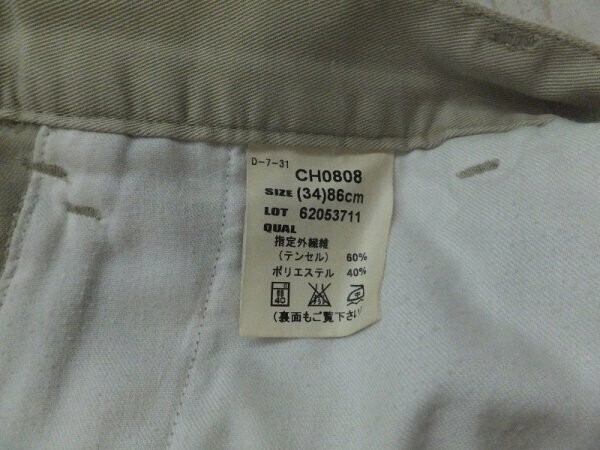 D-7-31
CH0808
SIZE (34)86cm
LOT 62053711
QUAL
指定外繊維
(テンセル) 60%
ポリエステル 40%
40
(裏面もご覧下さい)